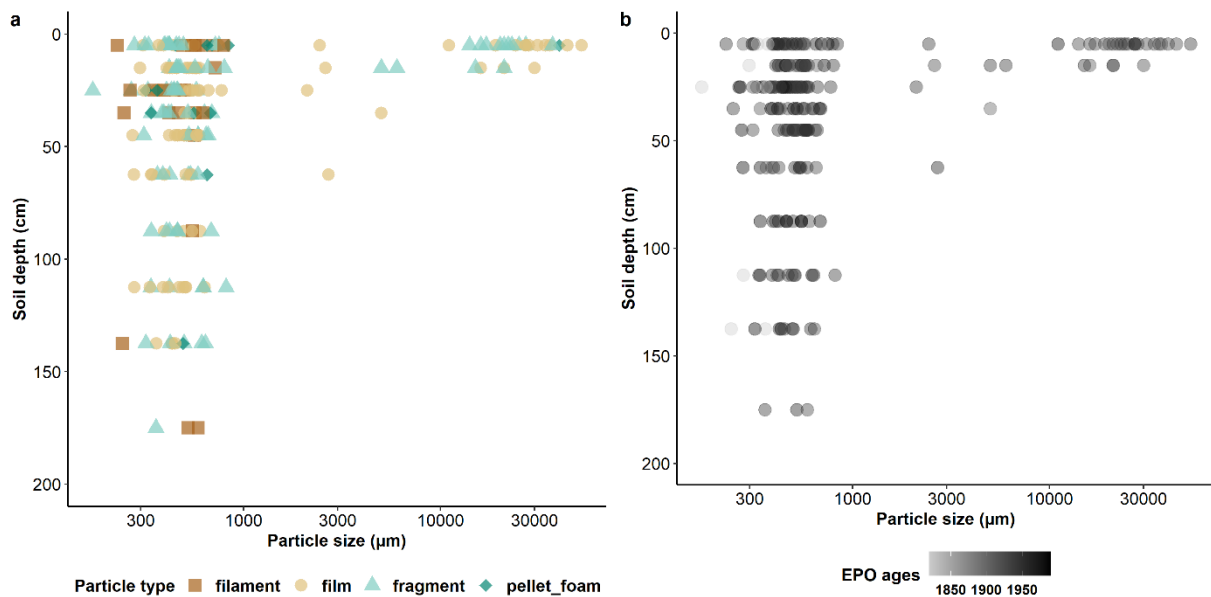 a
0
50
100
150
200
Soil depth (cm)
300 1000 3000 10000 30000
Particle size (µm)
Particle type filament film fragment pellet_foam
b
0
50
100
150
200
Soil depth (cm)
300 1000 3000 10000 30000
Particle size (µm)
EPO ages
1850 1900 1950